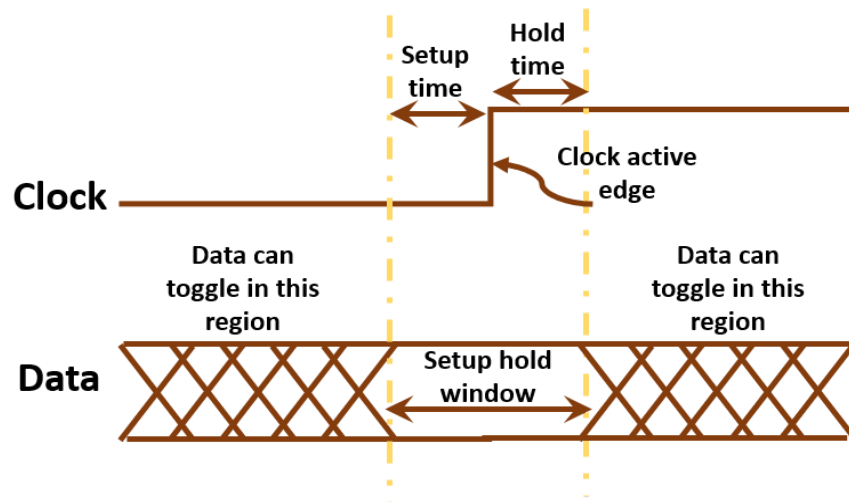 Setup
time
Hold
time
Clock active
edge
Clock
Data can
toggle in this
region
Data can
toggle in this
region
Data
Setup hold
window